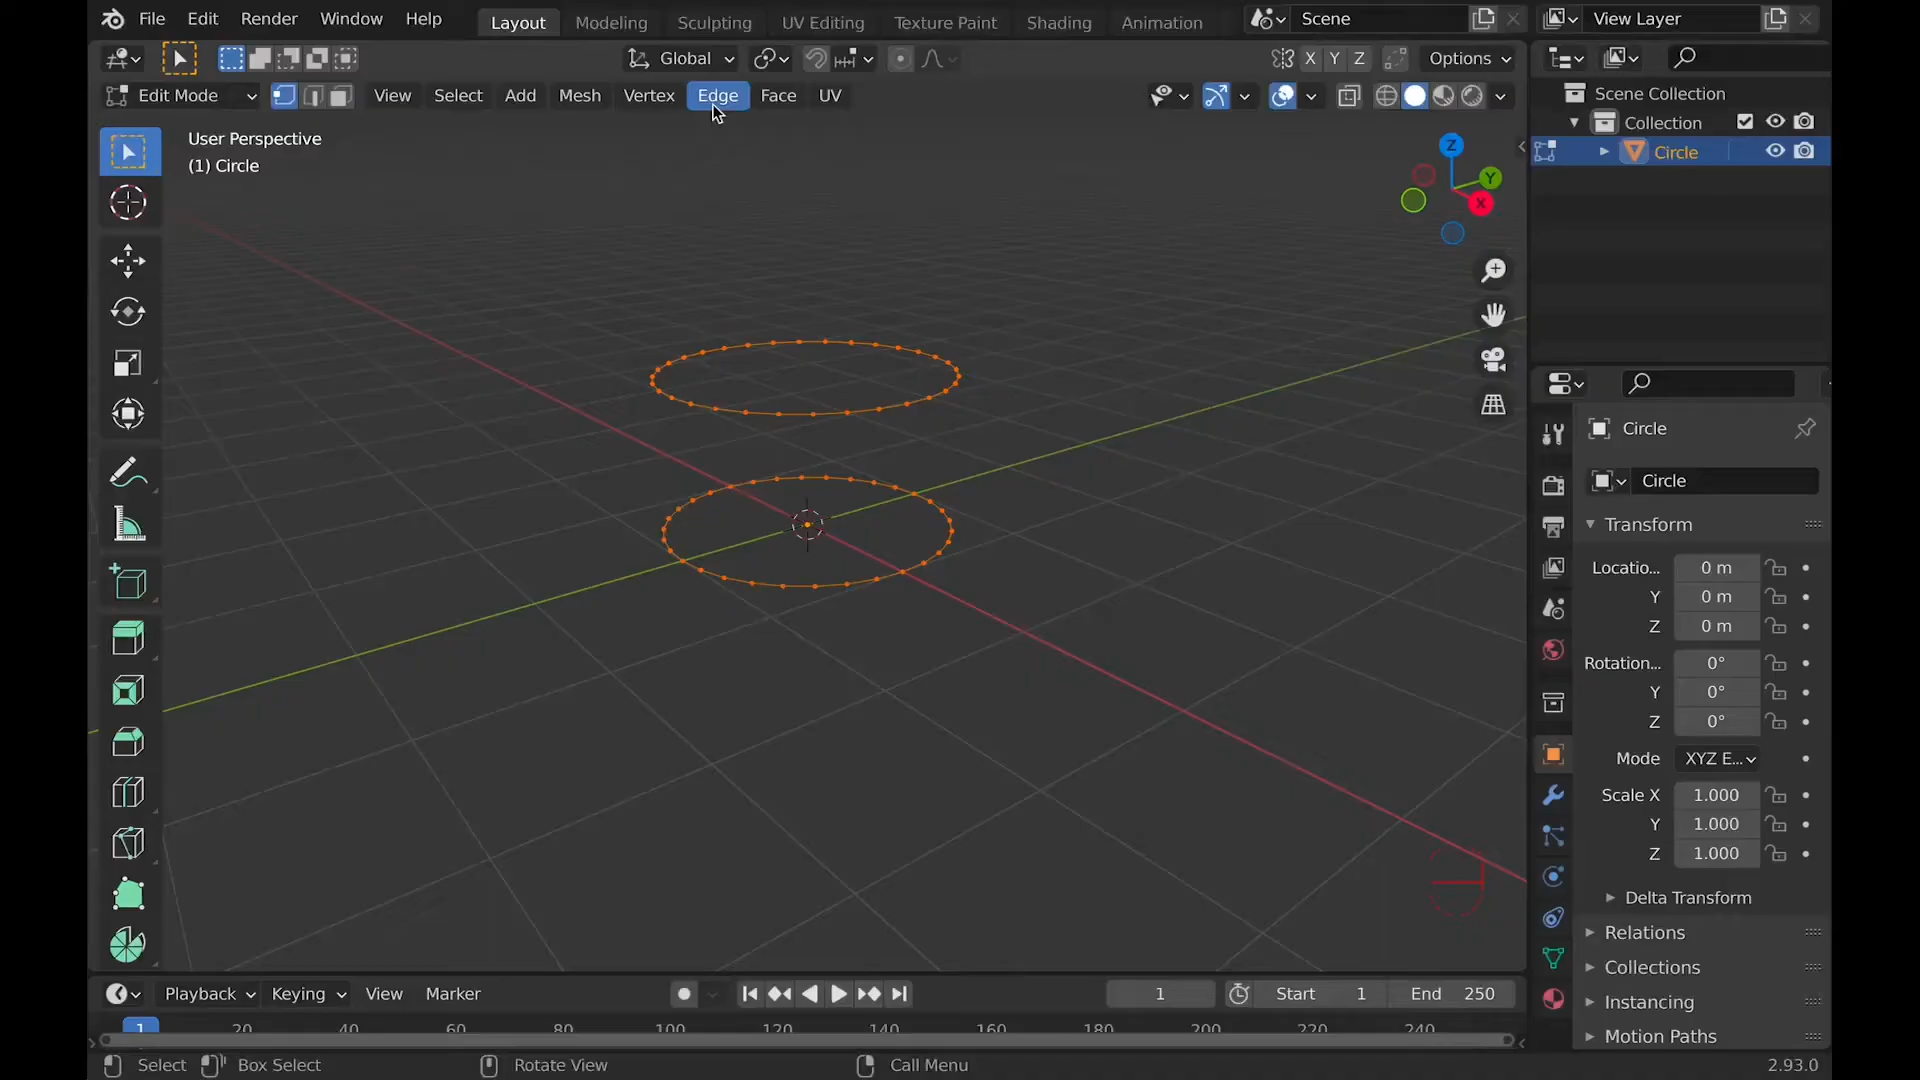 File Edit Render Window Help Layout Modeling Sculpting UV Editing Texture Paint Shading Animation Scene View Layer
Global X Y Z Options
Edit Mode View Select Add Mesh Vertex Edge Face UV
Scene Collection
Collection
Circle
User Perspective
(1) Circle
Z
Y
X
Circle
Circle
Transform
Locatio... 0 m
Y 0 m
Z 0 m
Rotation... 0°
Y 0°
Z 0°
Mode XYZ E...
Scale X 1.000
Y 1.000
Z 1.000
Delta Transform
Relations
Collections
Instancing
Motion Paths
Playback Keying View Marker 1 Start 1 End 250
1 20 40 60 80 100 120 140 160 180 200 220 240
Select Box Select Rotate View Call Menu 2.93.0